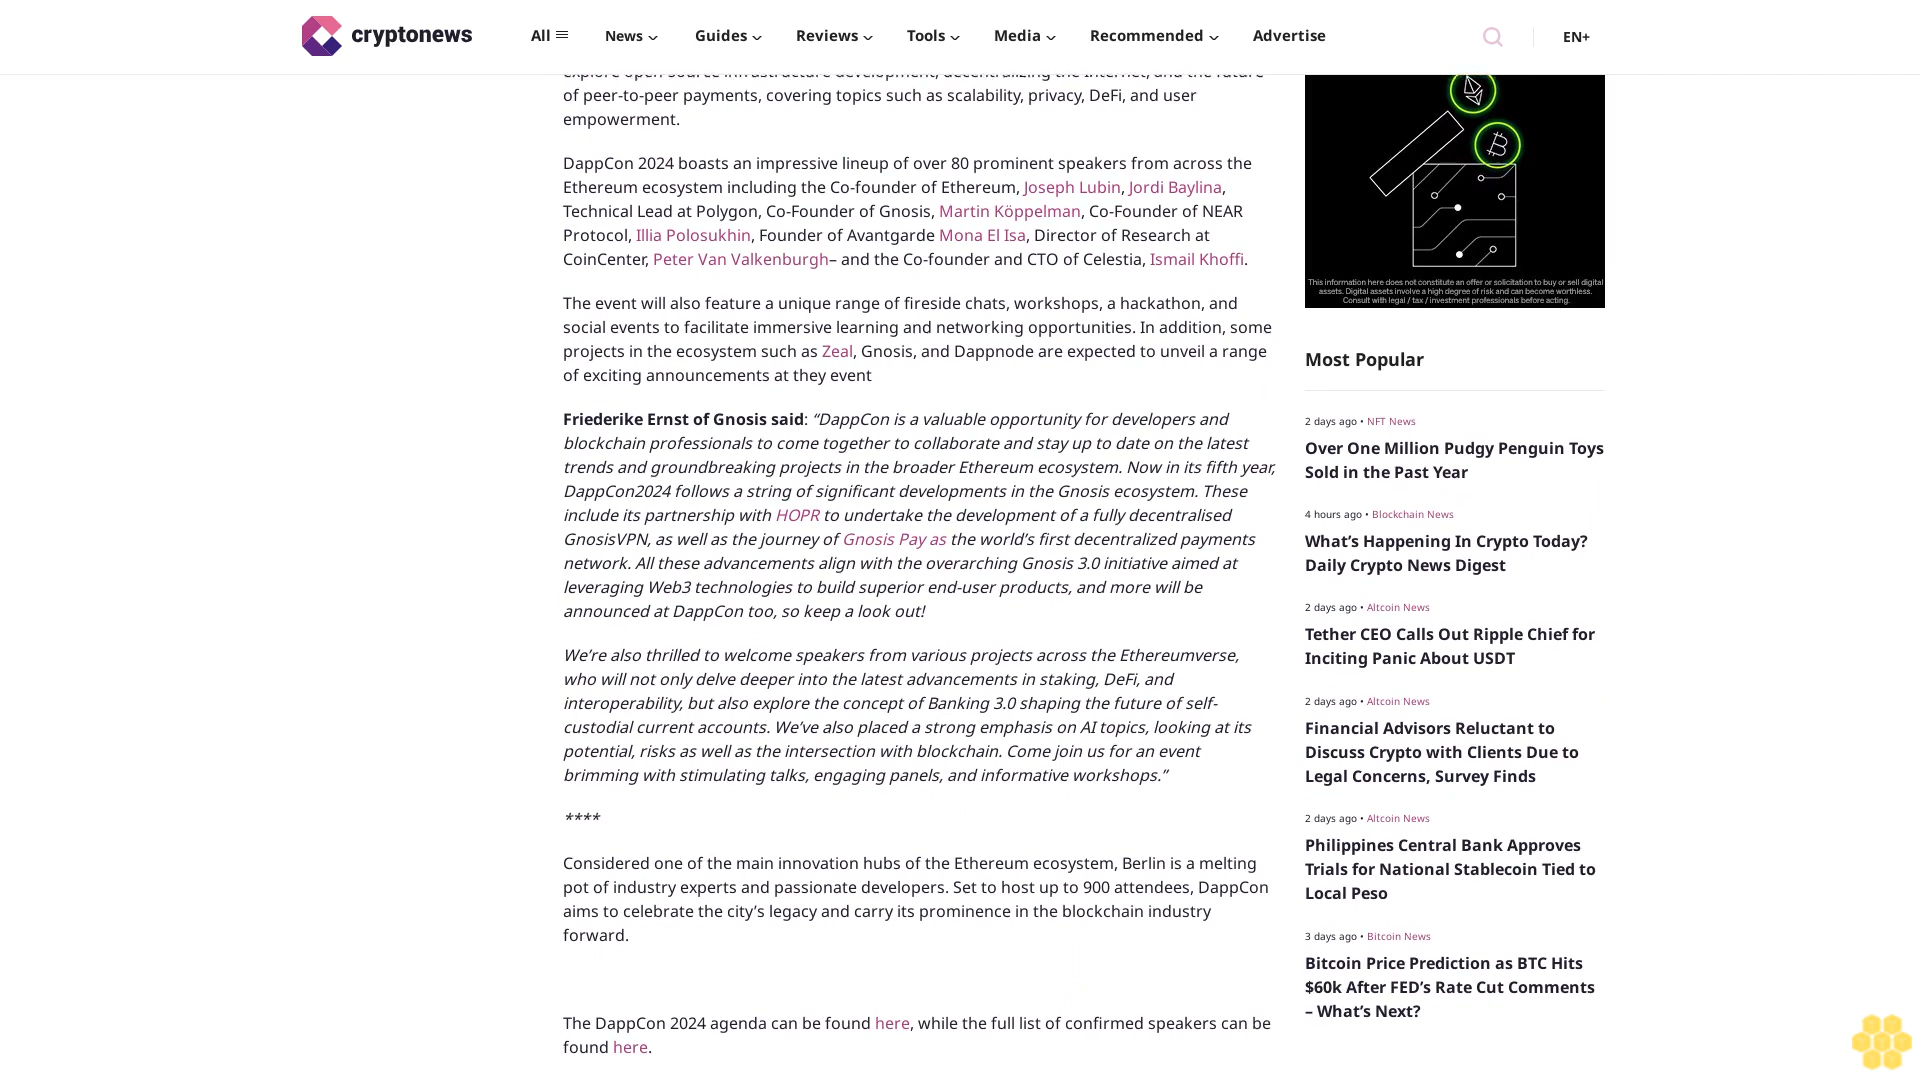 cryptonews
All
News
Guides
Reviews
Tools
Media
Recommended
Advertise
EN+
explore open-source infrastructure development, decentralizing the Internet, and the future
of peer-to-peer payments, covering topics such as scalability, privacy, DeFi, and user
empowerment.
DappCon 2024 boasts an impressive lineup of over 80 prominent speakers from across the
Ethereum ecosystem including the Co-founder of Ethereum, Joseph Lubin, Jordi Baylina,
Technical Lead at Polygon, Co-Founder of Gnosis, Martin Köppelman, Co-Founder of NEAR
Protocol, Illia Polosukhin, Founder of Avantgarde Mona El Isa, Director of Research at
CoinCenter, Peter Van Valkenburgh– and the Co-founder and CTO of Celestia, Ismail Khoffi.
The event will also feature a unique range of fireside chats, workshops, a hackathon, and
social events to facilitate immersive learning and networking opportunities. In addition, some
projects in the ecosystem such as Zeal, Gnosis, and Dappnode are expected to unveil a range
of exciting announcements at they event
Friederike Ernst of Gnosis said: “DappCon is a valuable opportunity for developers and
blockchain professionals to come together to collaborate and stay up to date on the latest
trends and groundbreaking projects in the broader Ethereum ecosystem. Now in its fifth year,
DappCon2024 follows a string of significant developments in the Gnosis ecosystem. These
include its partnership with HOPR to undertake the development of a fully decentralised
GnosisVPN, as well as the journey of Gnosis Pay as the world’s first decentralized payments
network. All these advancements align with the overarching Gnosis 3.0 initiative aimed at
leveraging Web3 technologies to build superior end-user products, and more will be
announced at DappCon too, so keep a look out!
We’re also thrilled to welcome speakers from various projects across the Ethereumverse,
who will not only delve deeper into the latest advancements in staking, DeFi, and
interoperability, but also explore the concept of Banking 3.0 shaping the future of self-
custodial current accounts. We’ve also placed a strong emphasis on AI topics, looking at its
potential, risks as well as the intersection with blockchain. Come join us for an event
brimming with stimulating talks, engaging panels, and informative workshops.”
****
Considered one of the main innovation hubs of the Ethereum ecosystem, Berlin is a melting
pot of industry experts and passionate developers. Set to host up to 900 attendees, DappCon
aims to celebrate the city’s legacy and carry its prominence in the blockchain industry
forward.
The DappCon 2024 agenda can be found here, while the full list of confirmed speakers can be
found here.
This information here does not constitute an offer or solicitation to buy or sell digital
assets. Digital assets involve a high degree of risk and can become worthless.
Consult with legal / tax / investment professionals before acting.
Most Popular
2 days ago • NFT News
Over One Million Pudgy Penguin Toys
Sold in the Past Year
4 hours ago • Blockchain News
What’s Happening In Crypto Today?
Daily Crypto News Digest
2 days ago • Altcoin News
Tether CEO Calls Out Ripple Chief for
Inciting Panic About USDT
2 days ago • Altcoin News
Financial Advisors Reluctant to
Discuss Crypto with Clients Due to
Legal Concerns, Survey Finds
2 days ago • Altcoin News
Philippines Central Bank Approves
Trials for National Stablecoin Tied to
Local Peso
3 days ago • Bitcoin News
Bitcoin Price Prediction as BTC Hits
$60k After FED’s Rate Cut Comments
– What’s Next?